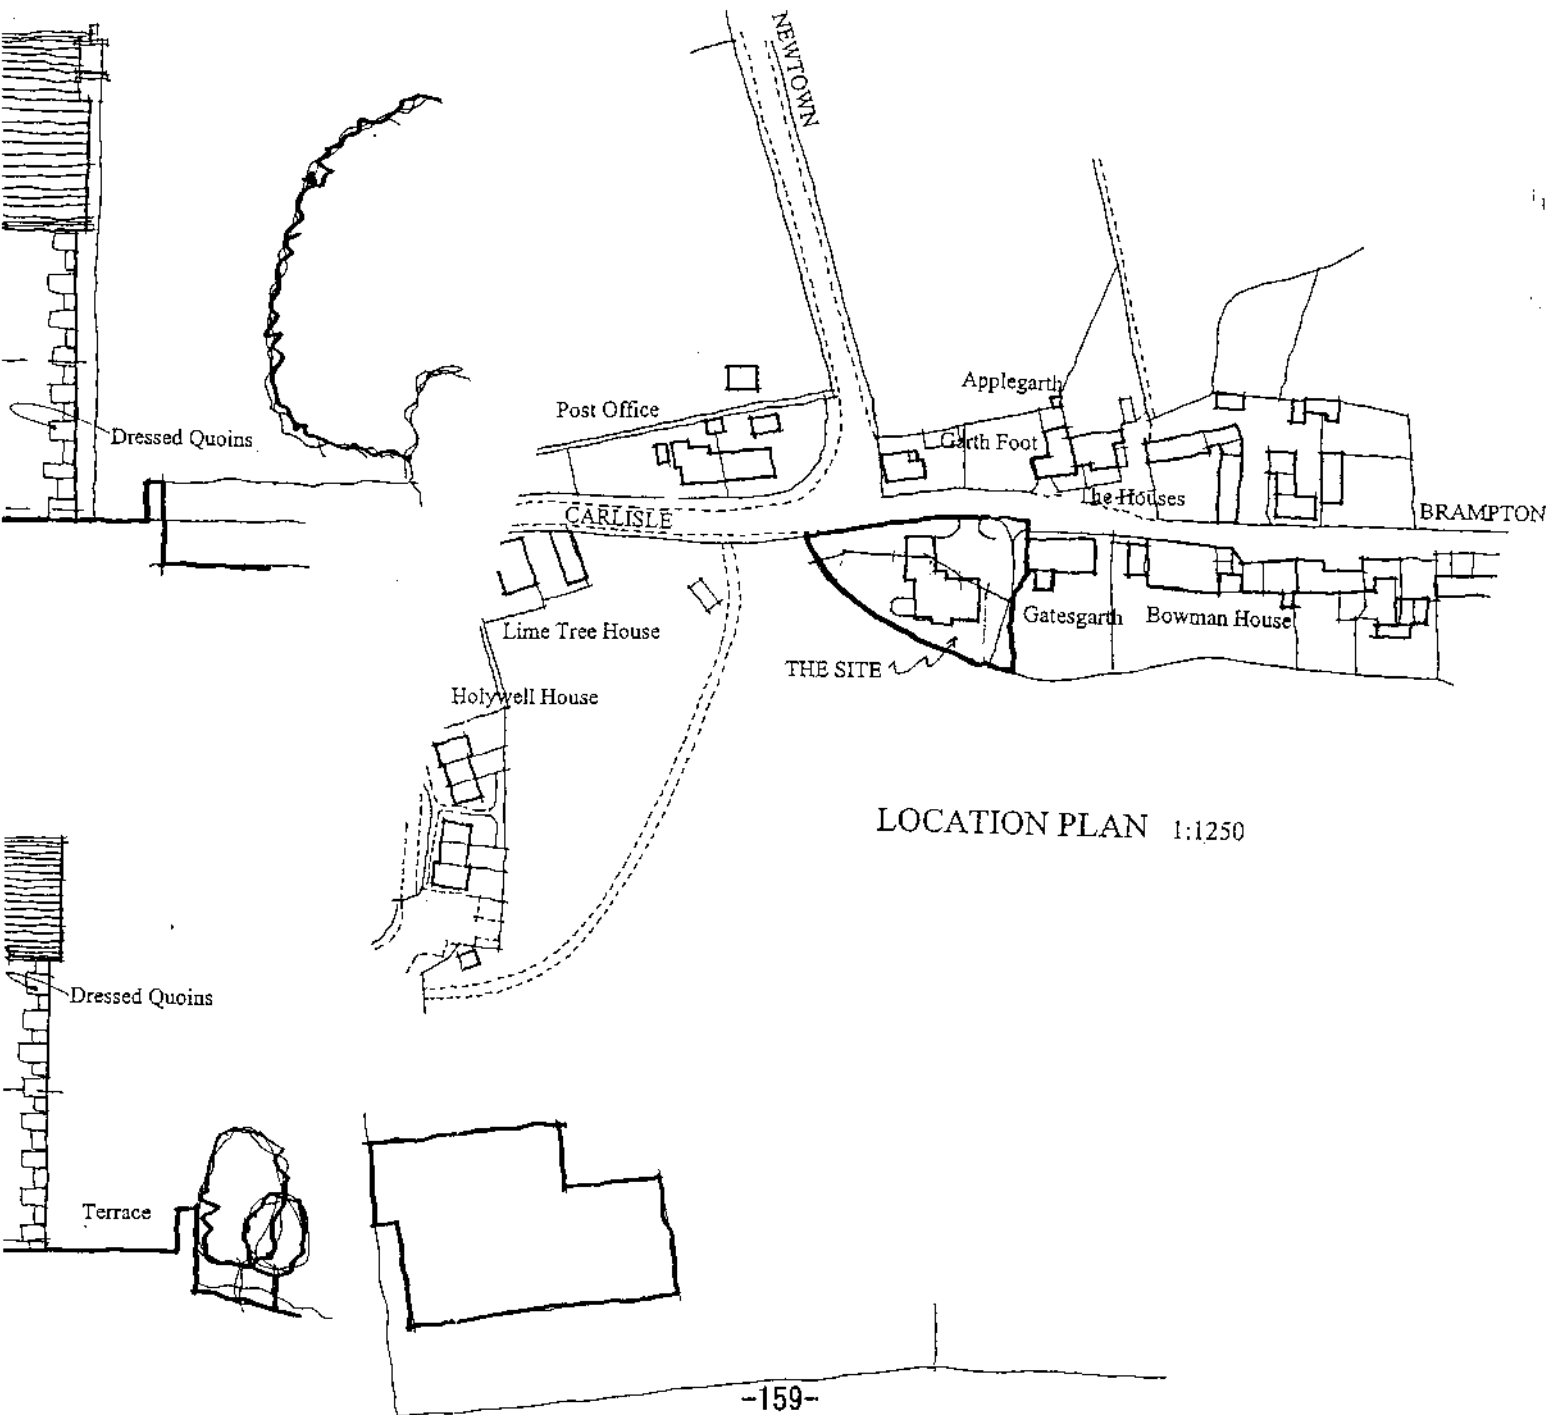 NEWTOWN
Applegarth
Post Office
Garth Foot
Dressed Quoins
The Houses
CARLISLE
BRAMPTON
Lime Tree House
Gatesgarth
Bowman House
THE SITE
Holywell House
LOCATION PLAN 1:1250
Dressed Quoins
Terrace
-159-